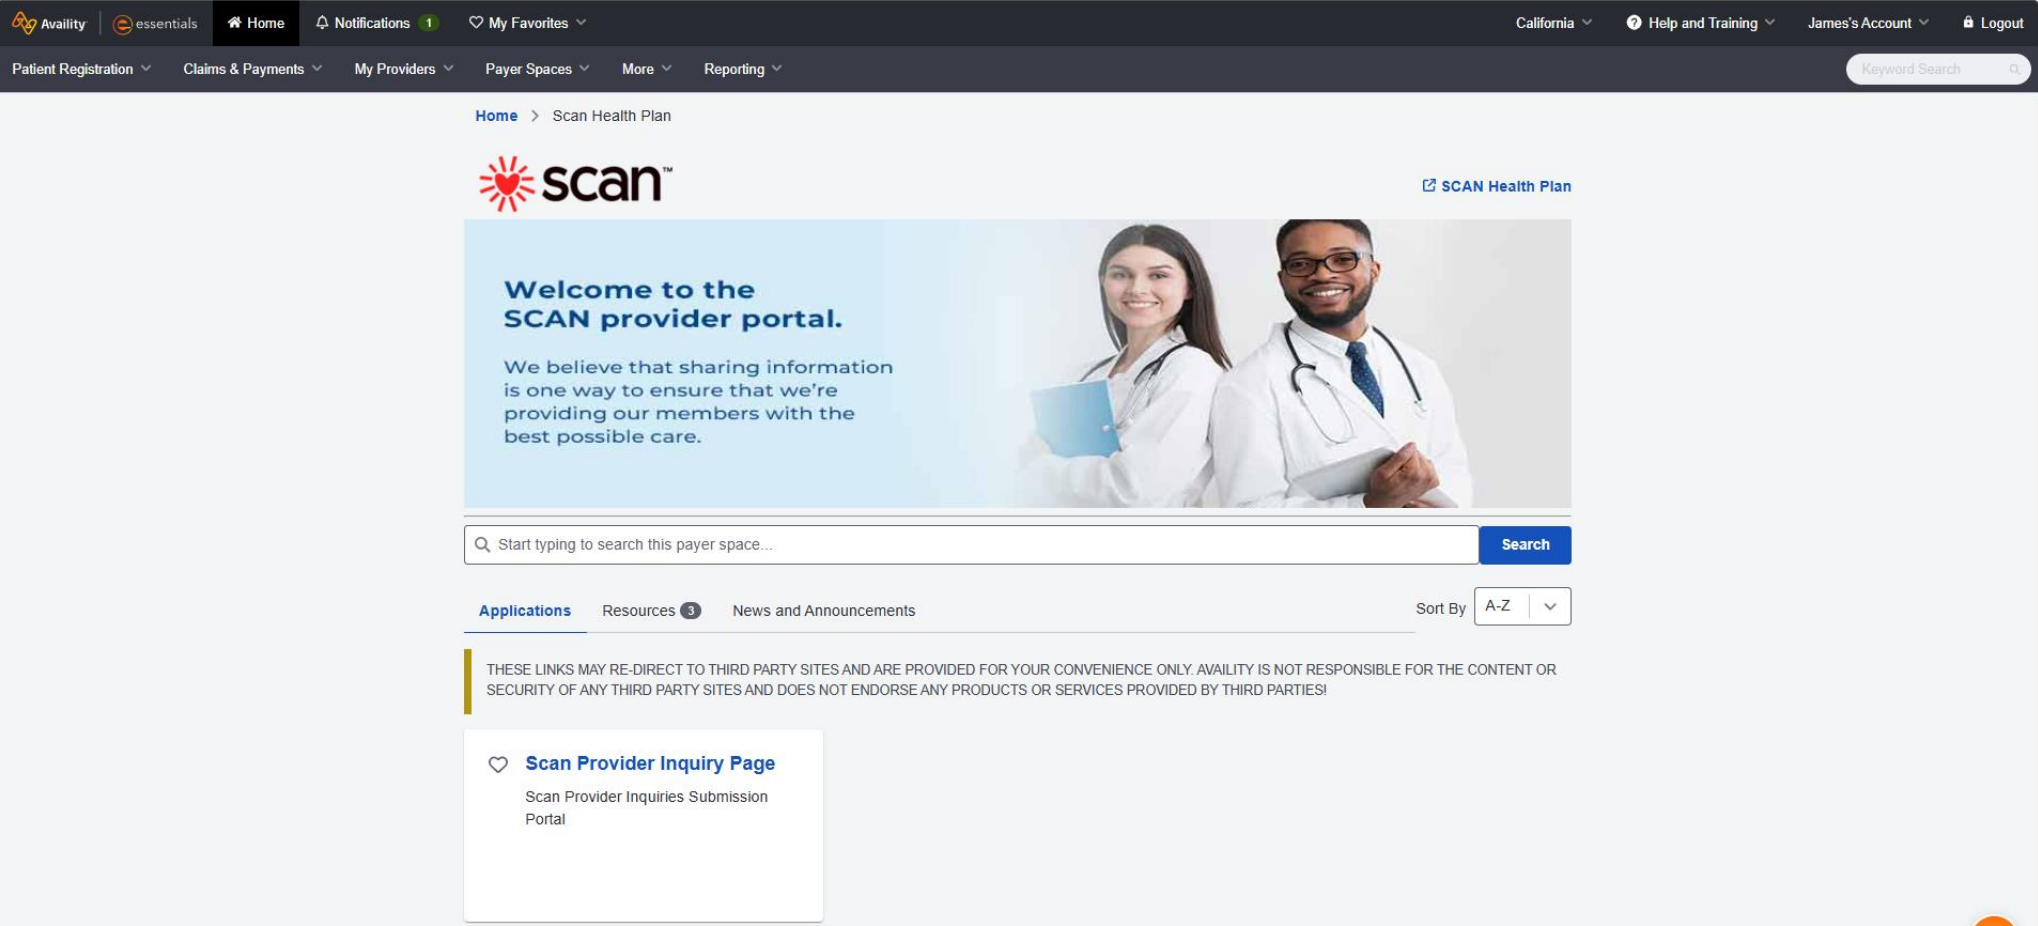 Availity essentials Home Notifications 1 My Favorites California Help and Training James's Account Logout
Patient Registration Claims & Payments My Providers Payer Spaces More Reporting Keyword Search
Home > Scan Health Plan
scan™
SCAN Health Plan
Welcome to the
SCAN provider portal.
We believe that sharing information
is one way to ensure that we're
providing our members with the
best possible care.
Start typing to search this payer space... Search
Applications Resources 3 News and Announcements Sort By A-Z
THESE LINKS MAY RE-DIRECT TO THIRD PARTY SITES AND ARE PROVIDED FOR YOUR CONVENIENCE ONLY. AVAILITY IS NOT RESPONSIBLE FOR THE CONTENT OR
SECURITY OF ANY THIRD PARTY SITES AND DOES NOT ENDORSE ANY PRODUCTS OR SERVICES PROVIDED BY THIRD PARTIES!
Scan Provider Inquiry Page
Scan Provider Inquiries Submission
Portal